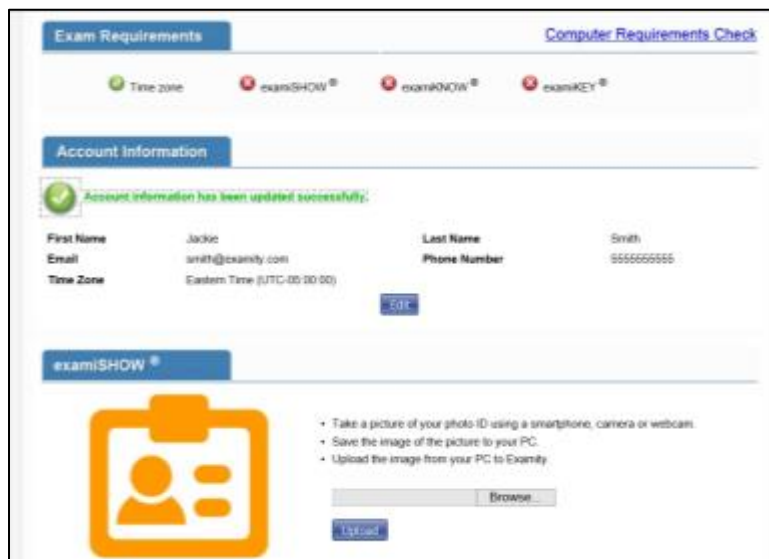 Exam Requirements
Computer Requirements Check
Time zone examiSHOW ® examiKNOW ® examiKEY ®
Account Information
Account information has been updated successfully.
First Name Jackie Last Name Smith
Email smith@examity.com Phone Number 5555555555
Time Zone Eastern Time (UTC-05:00:00)
Edit
examiSHOW ®
• Take a picture of your photo ID using a smartphone, camera or webcam.
• Save the image of the picture to your PC.
• Upload the image from your PC to Examity.
Browse...
Upload